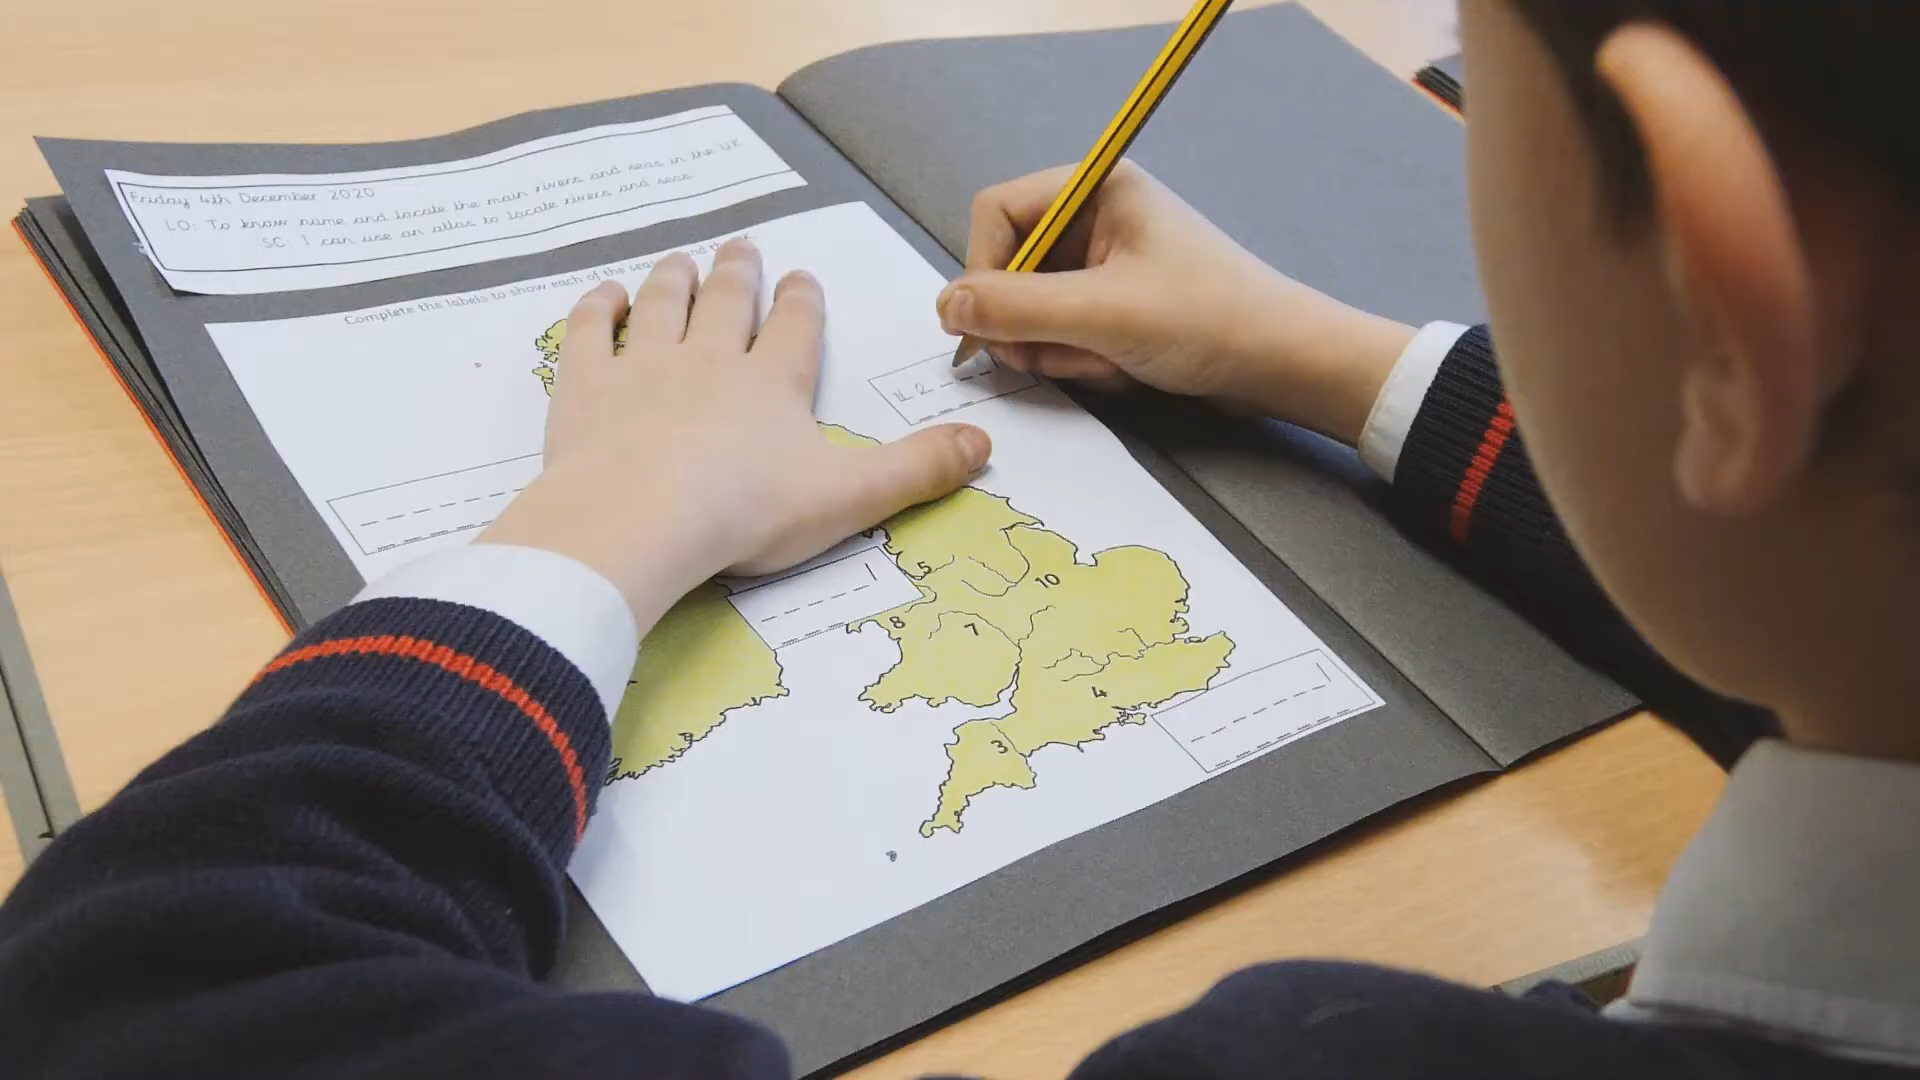 Friday 4th December 2020
LO: To know name and locate the main rivers and seas in the UK
SC: I can use an atlas to locate rivers and seas
Complete the labels to show each of the seas
5
10
8
7
4
3